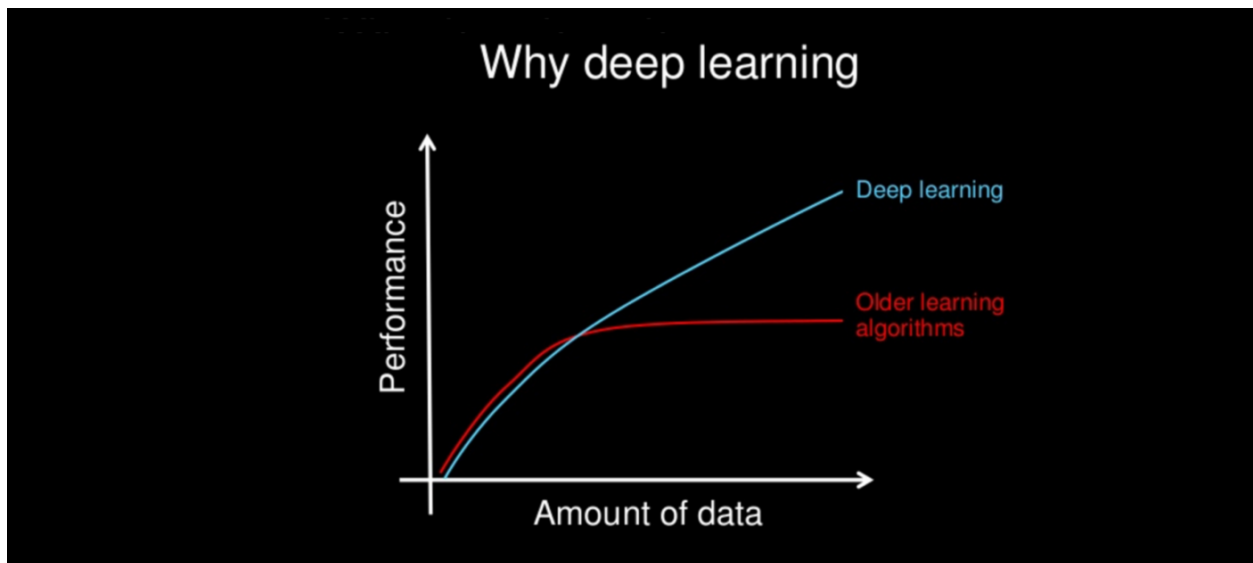 Why deep learning
Performance
Deep learning
Older learning
algorithms
Amount of data